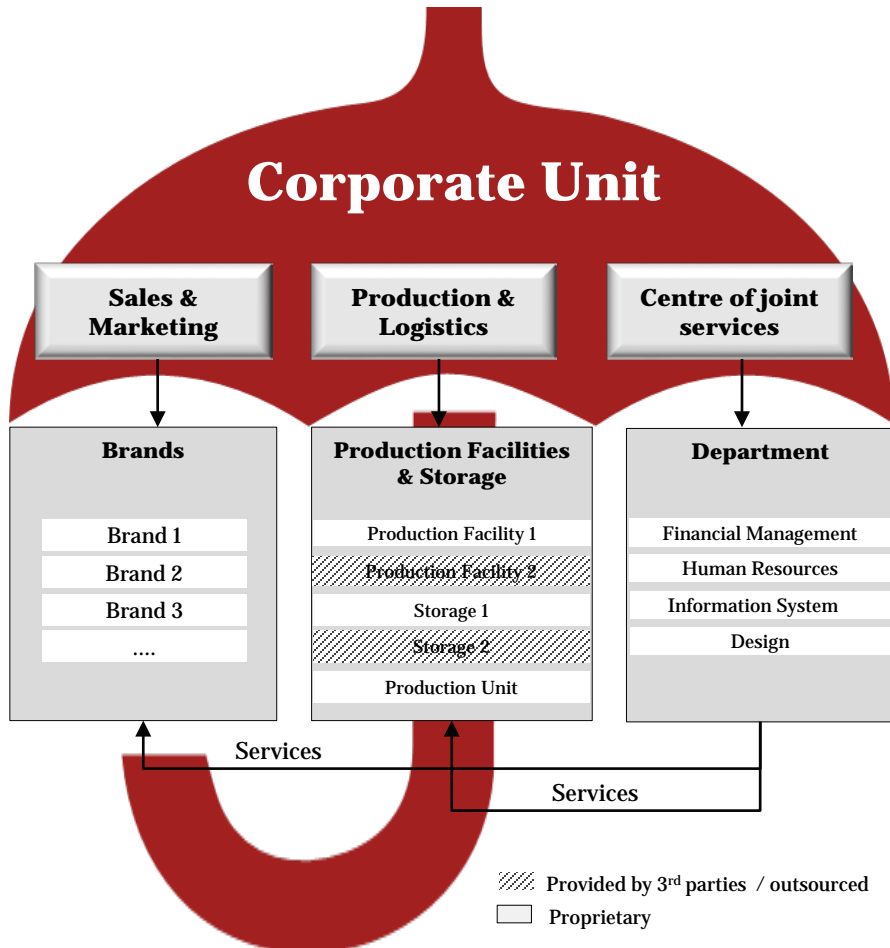 Corporate Unit
Sales &
Marketing
Production &
Logistics
Centre of joint
services
Brands
Brand 1
Brand 2
Brand 3
....
Production Facilities
& Storage
Production Facility 1
Production Facility 2
Storage 1
Storage 2
Production Unit
Department
Financial Management
Human Resources
Information System
Design
Services
Services
Provided by 3rd parties / outsourced
Proprietary